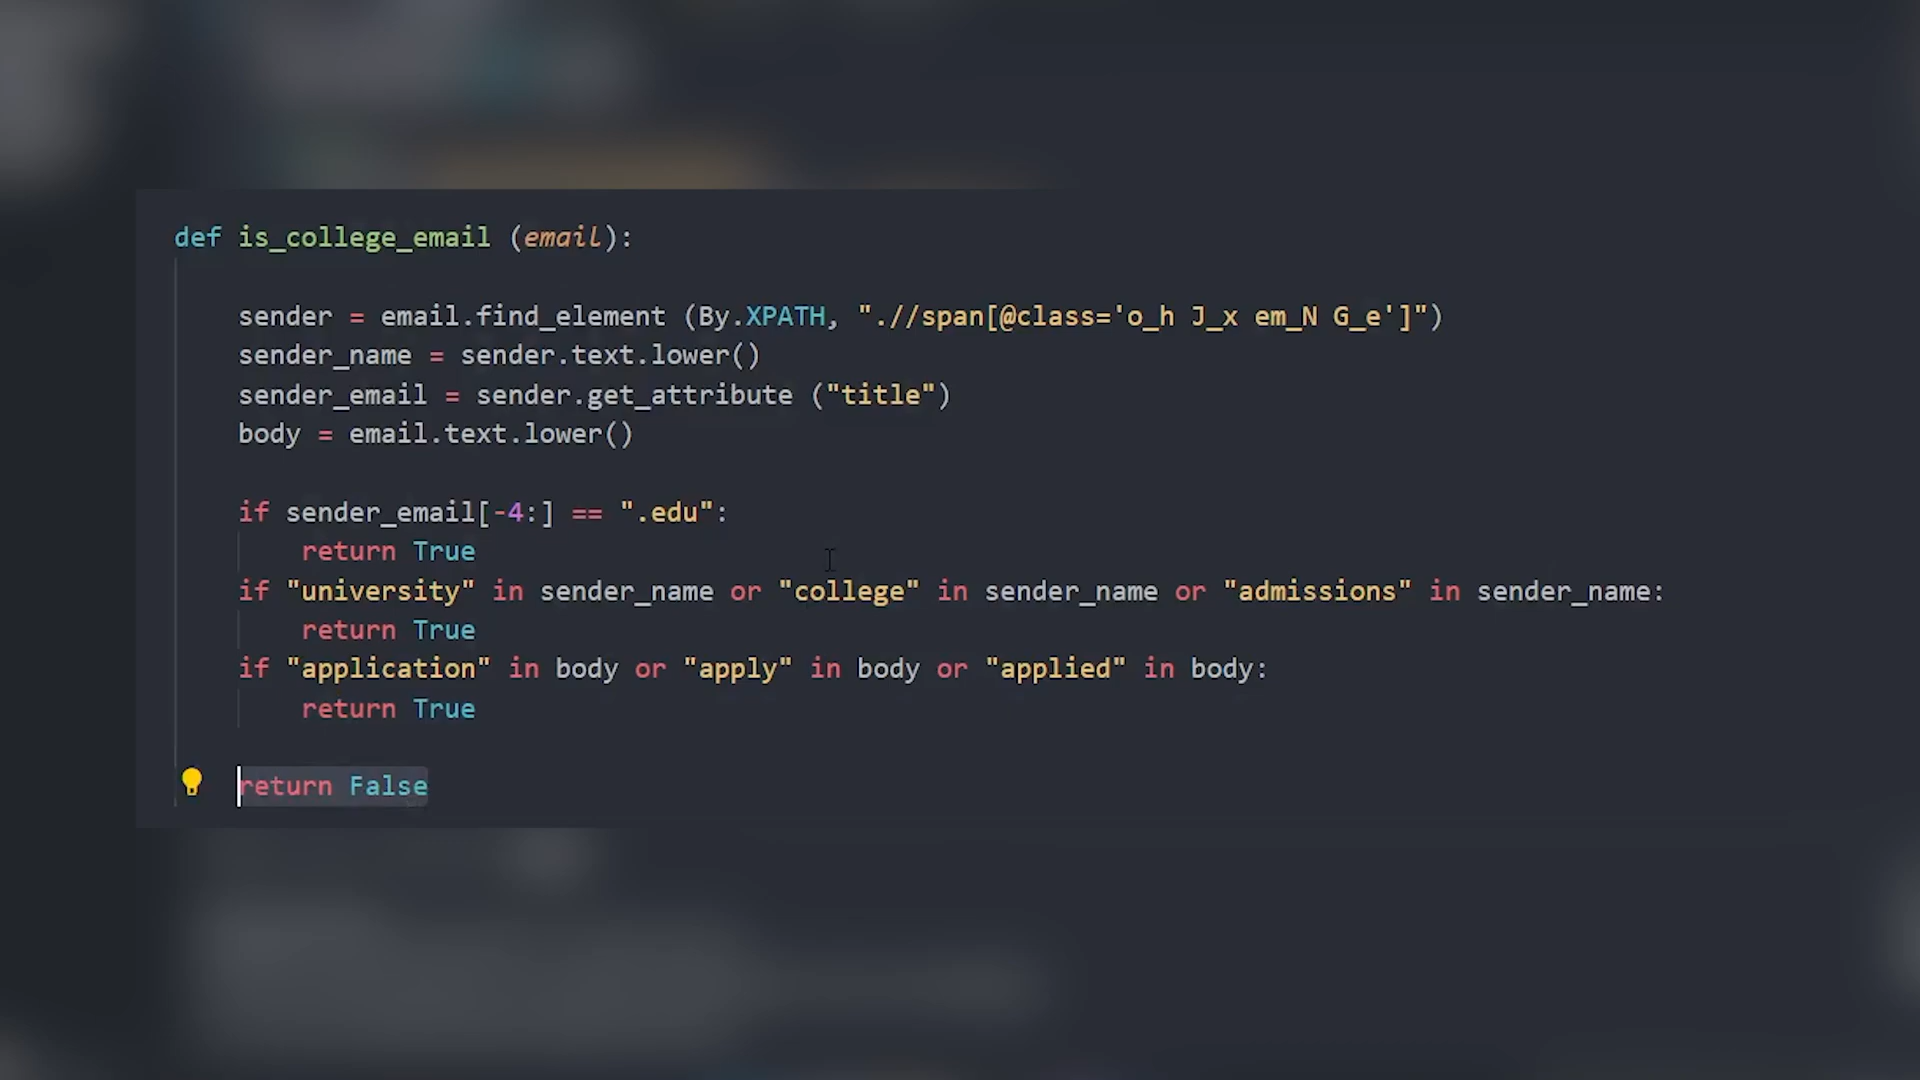 def is_college_email (email):
sender = email.find_element (By.XPATH, ".//span[@class='o_h J_x em_N G_e']")
sender_name = sender.text.lower()
sender_email = sender.get_attribute ("title")
body = email.text.lower()
if sender_email[-4:] == ".edu":
return True
if "university" in sender_name or "college" in sender_name or "admissions" in sender_name:
return True
if "application" in body or "apply" in body or "applied" in body:
return True
return False